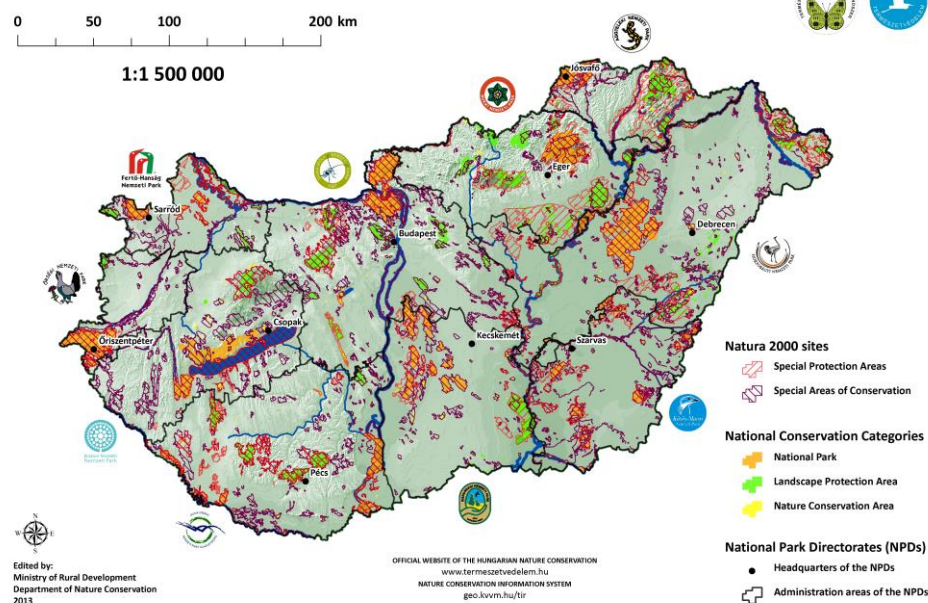 0 50 100 200 km
1:1 500 000
Jósvafő
Fertő-Hanság
Nemzeti Park
Sarród
Eger
Debrecen
Budapest
Csopak
Őriszentpéter
Kecskemét
Szarvas
Pécs
Natura 2000 sites
Special Protection Areas
Special Areas of Conservation
National Conservation Categories
National Park
Landscape Protection Area
Nature Conservation Area
National Park Directorates (NPDs)
Headquarters of the NPDs
Administration areas of the NPDs
N
W E
S
Edited by:
Ministry of Rural Development
Department of Nature Conservation
2013
OFFICIAL WEBSITE OF THE HUNGARIAN NATURE CONSERVATION
www.termeszetvedelem.hu
NATURE CONSERVATION INFORMATION SYSTEM
geo.kvvm.hu/tir